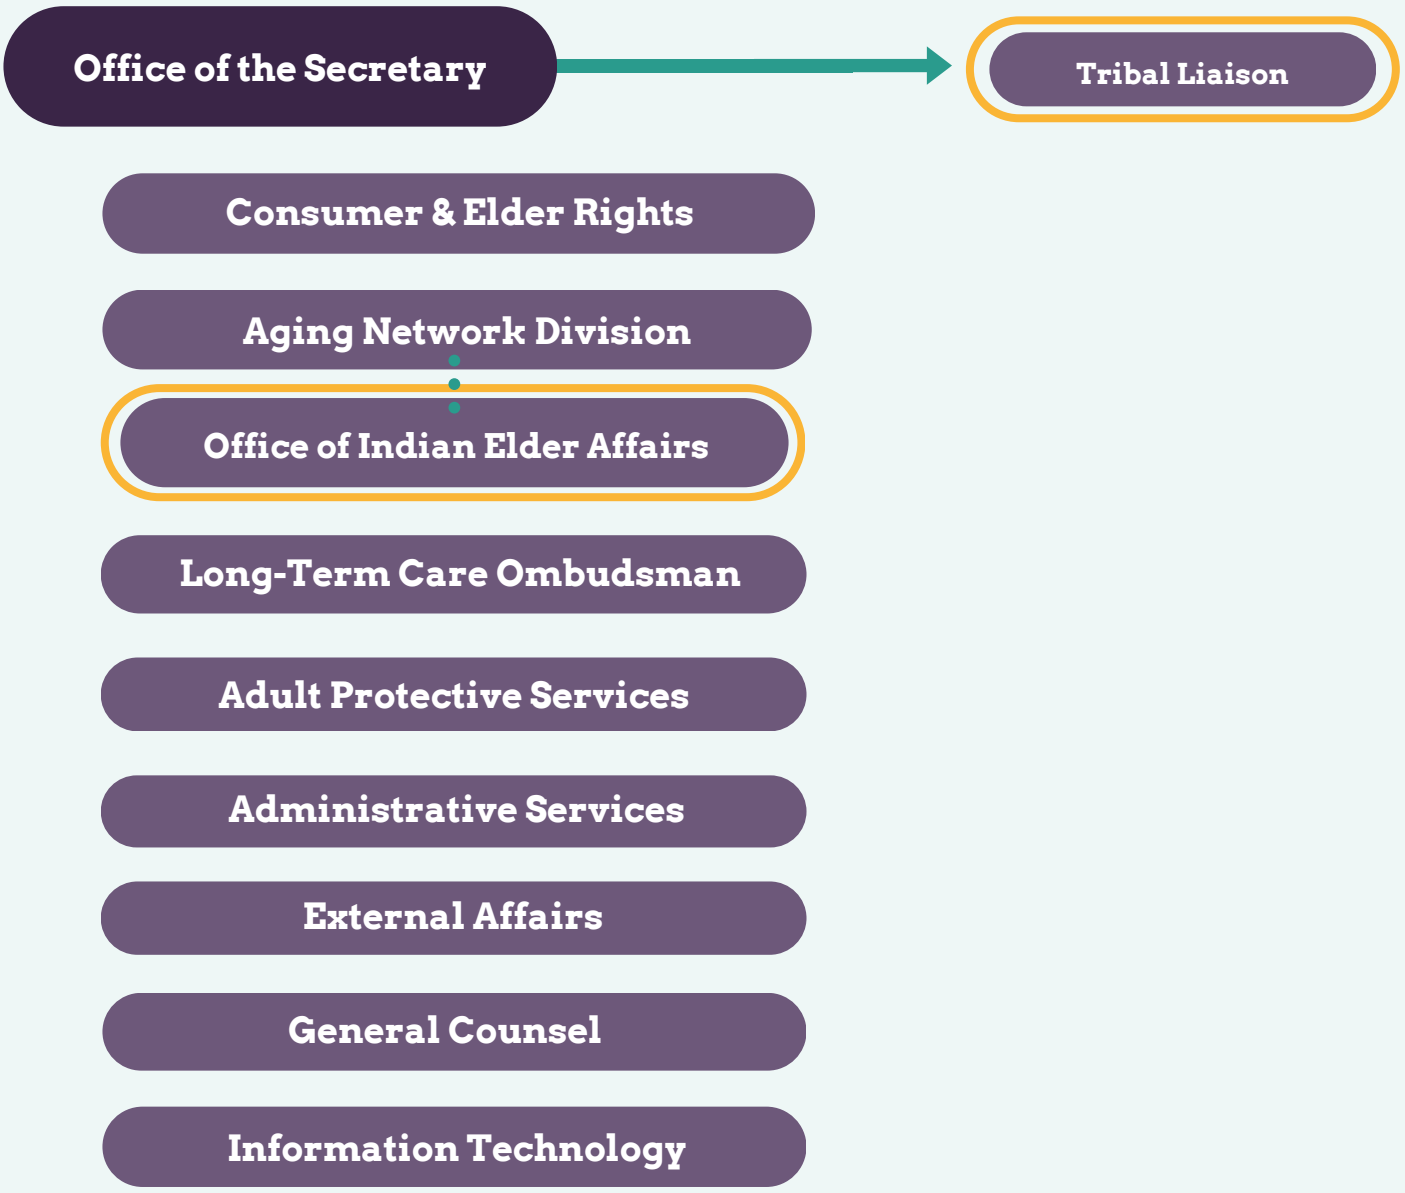 Office of the Secretary
Tribal Liaison
Consumer & Elder Rights
Aging Network Division
Office of Indian Elder Affairs
Long-Term Care Ombudsman
Adult Protective Services
Administrative Services
External Affairs
General Counsel
Information Technology